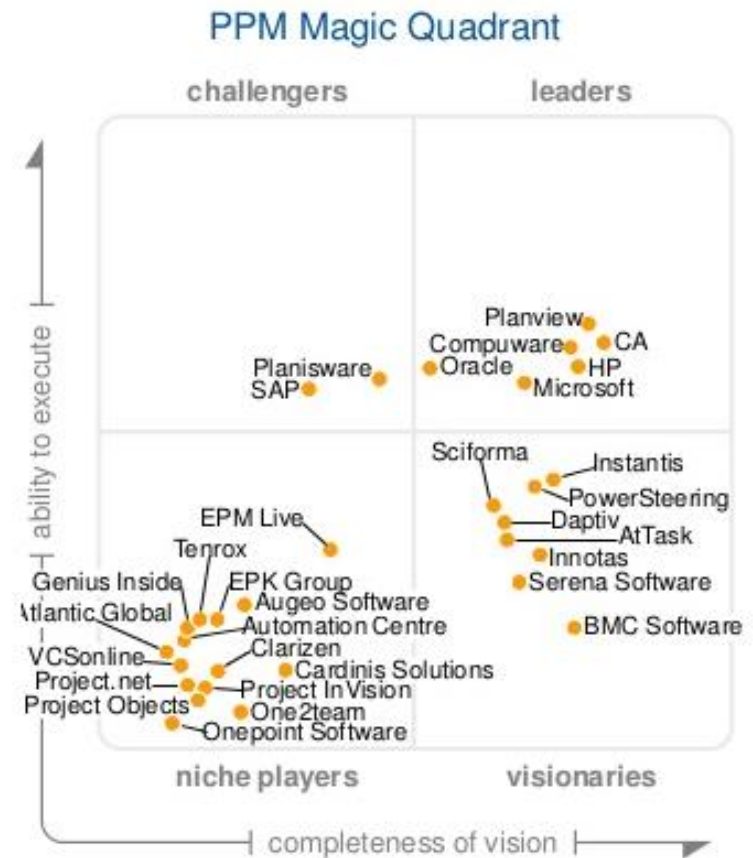 PPM Magic Quadrant
challengers
leaders
ability to execute
Planview
CA
Compuware
Oracle
HP
Planisware
SAP
Microsoft
Sciforma
Instantis
PowerSteering
Daptiv
AtTask
Innotas
Serena Software
BMC Software
EPM Live
Tenrox
Genius Inside
EPK Group
Augeo Software
Atlantic Global
Automation Centre
Clarizen
VCSonline
Cardinis Solutions
Project.net
Project InVision
Project Objects
One2team
Onepoint Software
niche players
visionaries
completeness of vision